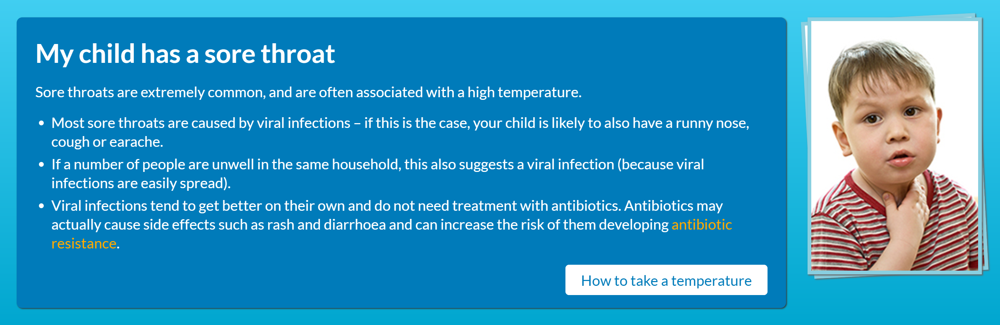 My child has a sore throat
Sore throats are extremely common, and are often associated with a high temperature.
• Most sore throats are caused by viral infections – if this is the case, your child is likely to also have a runny nose,
cough or earache.
• If a number of people are unwell in the same household, this also suggests a viral infection (because viral
infections are easily spread).
• Viral infections tend to get better on their own and do not need treatment with antibiotics. Antibiotics may
actually cause side effects such as rash and diarrhoea and can increase the risk of them developing antibiotic
resistance.
How to take a temperature